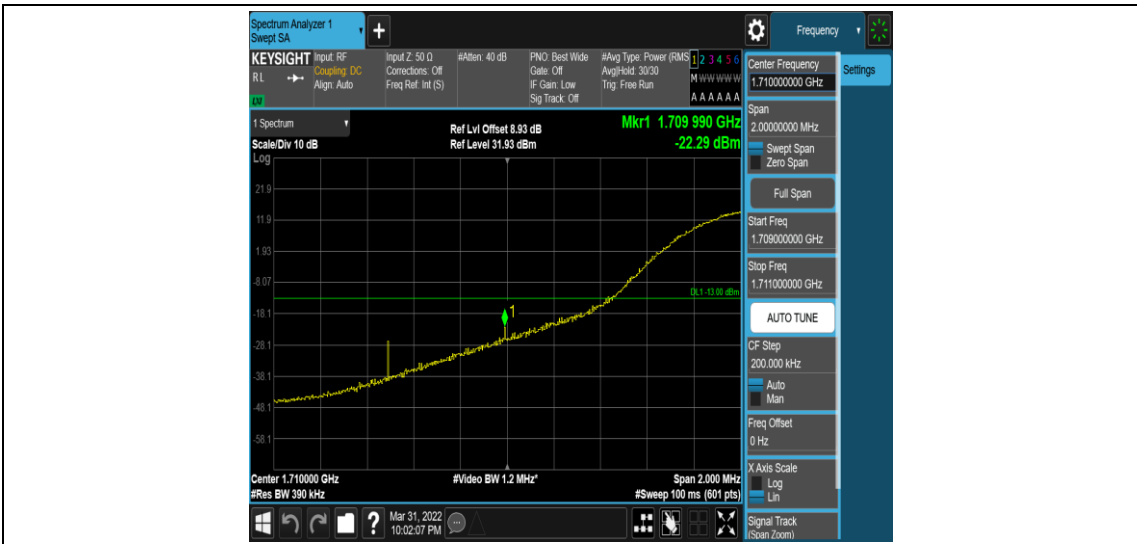 Spectrum Analyzer 1
Swept SA
+
Frequency
KEYSIGHT
RL
LXI
Input: RF
Coupling: DC
Align: Auto
Input Z: 50 Ω
Corrections: Off
Freq Ref: Int (S)
#Atten: 40 dB
PNO: Best Wide
Gate: Off
IF Gain: Low
Sig Track: Off
#Avg Type: Power (RMS
Avg|Hold: 30/30
Trig: Free Run
1 2 3 4 5 6
M W W W W W
A A A A A A
1 Spectrum
Scale/Div 10 dB
Ref Lvl Offset 8.93 dB
Ref Level 31.93 dBm
Mkr1 1.709 990 GHz
-22.29 dBm
Log
21.9
11.9
1.93
-8.07
-18.1
-28.1
-38.1
-48.1
-58.1
DL1 -13.00 dBm
1
Center 1.710000 GHz
#Video BW 1.2 MHz*
Span 2.000 MHz
#Res BW 390 kHz
#Sweep 100 ms (601 pts)
Mar 31, 2022
10:02:07 PM
?
Center Frequency
1.710000000 GHz
Settings
Span
2.00000000 MHz
Swept Span
Zero Span
Full Span
Start Freq
1.709000000 GHz
Stop Freq
1.711000000 GHz
AUTO TUNE
CF Step
200.000 kHz
Auto
Man
Freq Offset
0 Hz
X Axis Scale
Log
Lin
Signal Track
(Span Zoom)